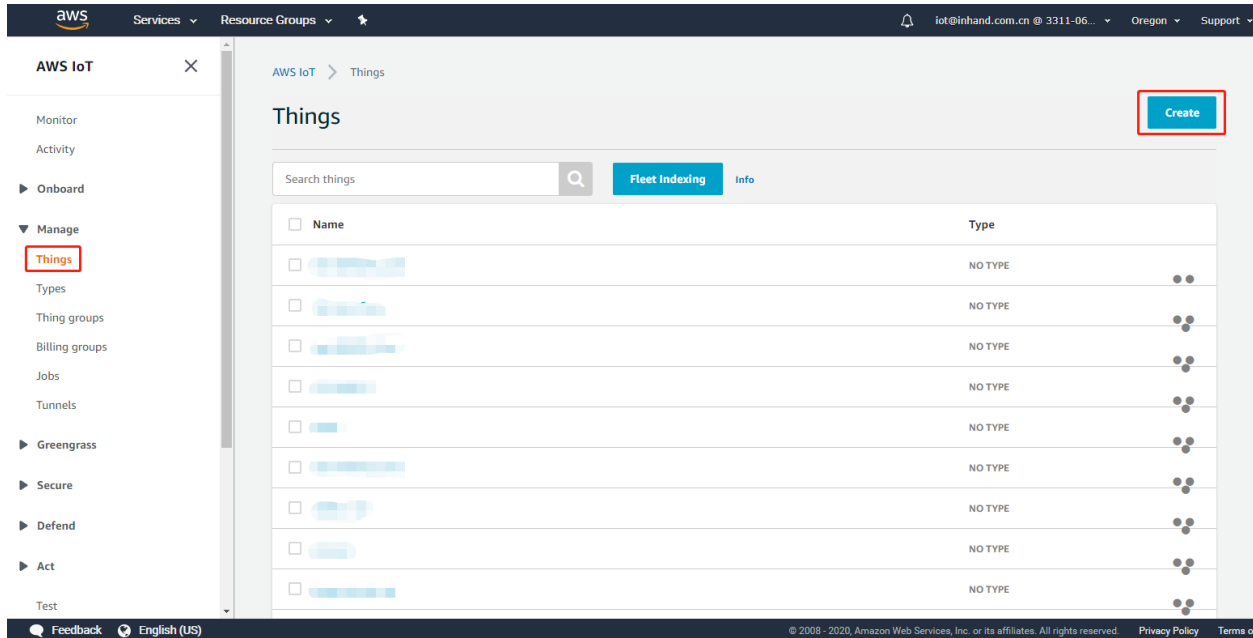 aws Services Resource Groups iot@inhand.com.cn @ 3311-06... Oregon Support
AWS IoT
Monitor
Activity
Onboard
Manage
Things
Types
Thing groups
Billing groups
Jobs
Tunnels
Greengrass
Secure
Defend
Act
Test
AWS IoT > Things
Things
Create
Search things
Fleet Indexing
Info
Name Type
NO TYPE
NO TYPE
NO TYPE
NO TYPE
NO TYPE
NO TYPE
NO TYPE
NO TYPE
NO TYPE
Feedback English (US) © 2008 - 2020, Amazon Web Services, Inc. or its affiliates. All rights reserved. Privacy Policy Terms